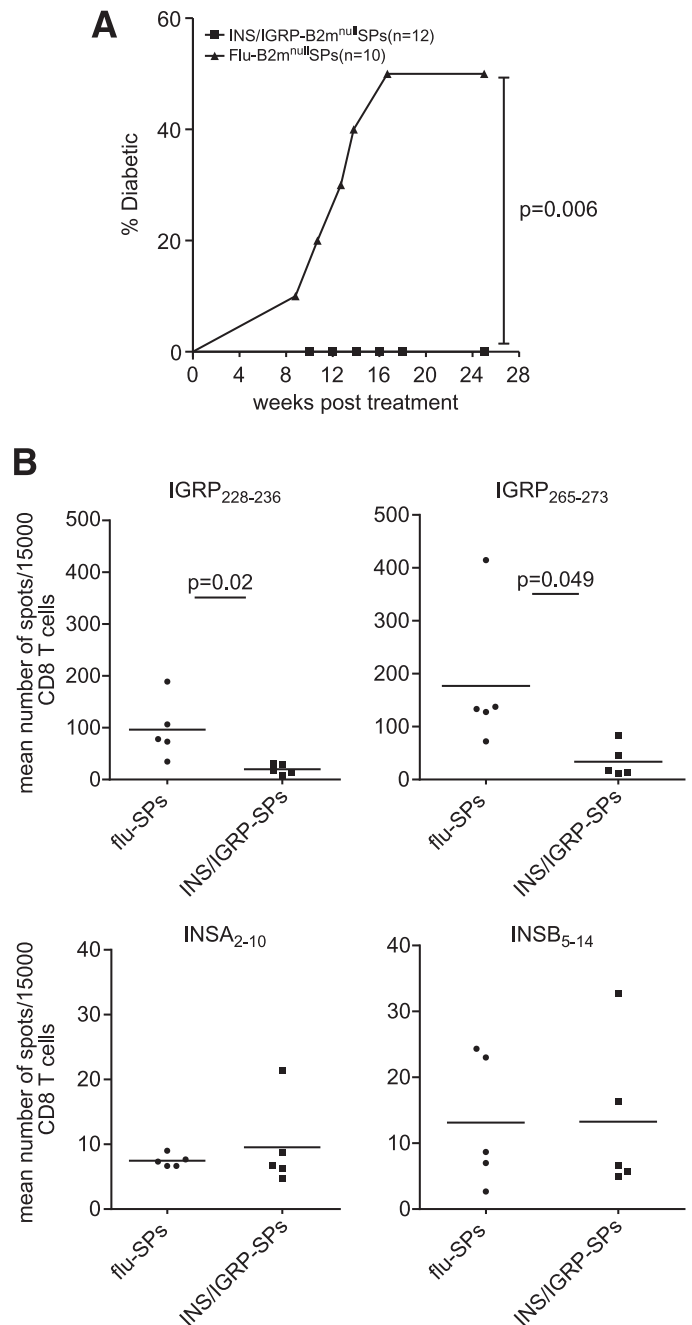 A
INS/IGRP-B2mnullSPs(n=12)
Flu-B2mnullSPs(n=10)
60
40
20
0
% Diabetic
p=0.006
0 4 8 12 16 20 24 28
weeks post treatment
B
IGRP228-236
500
400
300
200
100
0
mean number of spots/15000
CD8 T cells
p=0.02
flu-SPs
INS/IGRP-SPs
IGRP265-273
500
400
300
200
100
0
p=0.049
flu-SPs
INS/IGRP-SPs
INSA2-10
40
30
20
10
0
mean number of spots/15000
CD8 T cells
flu-SPs
INS/IGRP-SPs
INSB5-14
40
30
20
10
0
flu-SPs
INS/IGRP-SPs